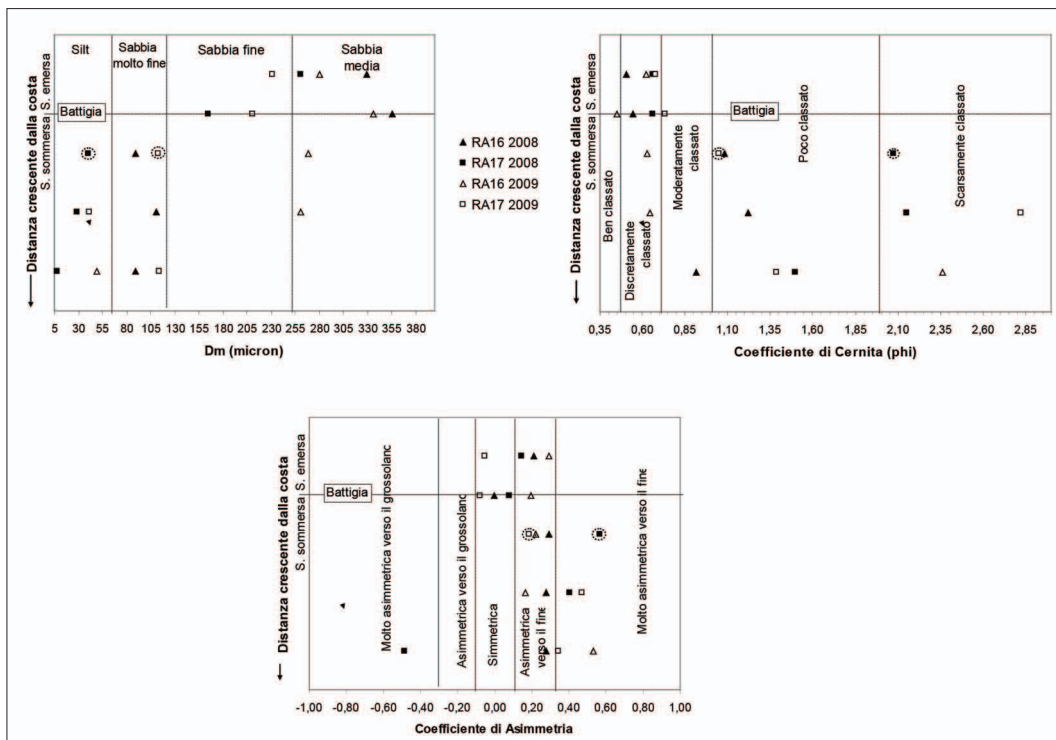 Silt
Sabbia molto fine
Sabbia fine
Sabbia media
Distanza crescente dalla costa
S. sommersa
S. emersa
Battigia
5 30 55 80 105 130 155 180 205 230 255 280 305 330 355 380
Dm (micron)
RA16 2008
RA17 2008
RA16 2009
RA17 2009
Distanza crescente dalla costa
S. sommersa
S. emersa
Ben classato
Discretamente classato
Moderatamente classato
Battigia
Poco classato
Scarsamente classato
0,35 0,60 0,85 1,10 1,35 1,60 1,85 2,10 2,35 2,60 2,85
Coefficiente di Cernita (phi)
Distanza crescente dalla costa
S. sommersa
S. emersa
Battigia
Molto asimmetrica verso il grossolano
Asimmetrica verso il grossolano
Simmetrica
Asimmetrica verso il fine
Molto asimmetrica verso il fine
-1,00 -0,80 -0,60 -0,40 -0,20 0,00 0,20 0,40 0,60 0,80 1,00
Coefficiente di Asimmetria